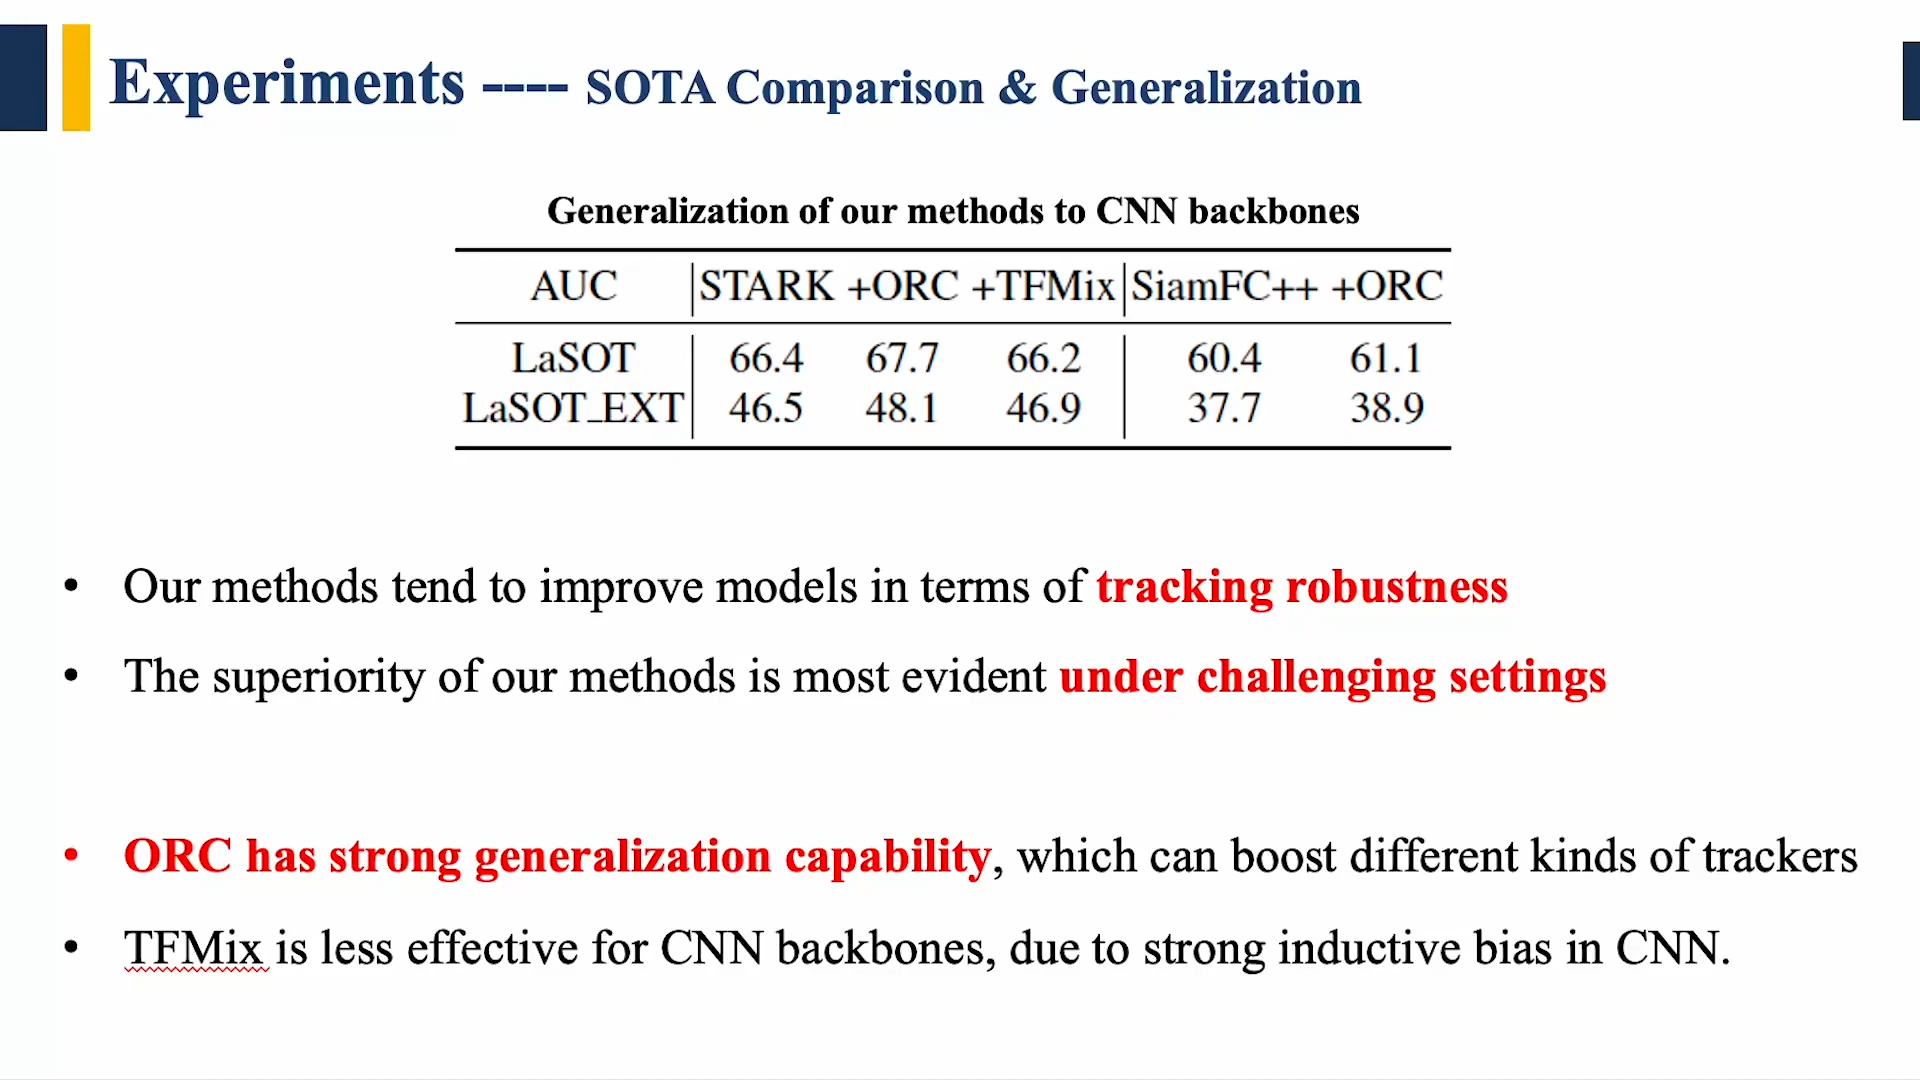 Experiments ---- SOTA Comparison & Generalization
Generalization of our methods to CNN backbones
AUC STARK +ORC +TFMix SiamFC++ +ORC
LaSOT 66.4 67.7 66.2 60.4 61.1
LaSOT_EXT 46.5 48.1 46.9 37.7 38.9
• Our methods tend to improve models in terms of tracking robustness
• The superiority of our methods is most evident under challenging settings
• ORC has strong generalization capability, which can boost different kinds of trackers
• TFMix is less effective for CNN backbones, due to strong inductive bias in CNN.